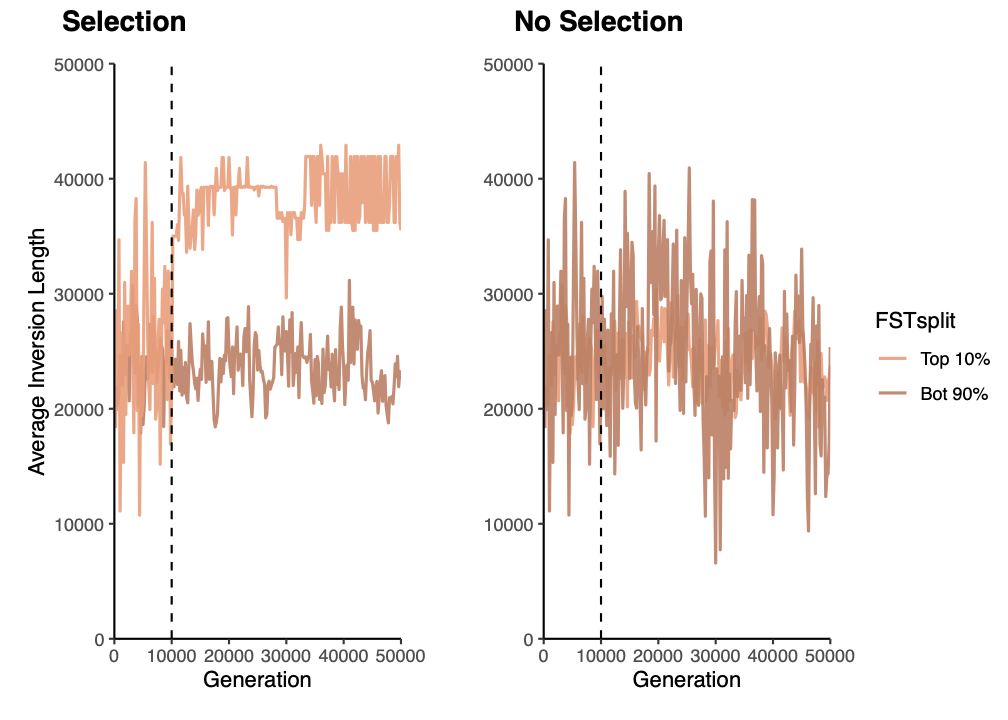 Selection
No Selection
Average Inversion Length
50000
40000
30000
20000
10000
0
0 10000 20000 30000 40000 50000
Generation
50000
40000
30000
20000
10000
0
0 10000 20000 30000 40000 50000
Generation
FSTsplit
Top 10%
Bot 90%